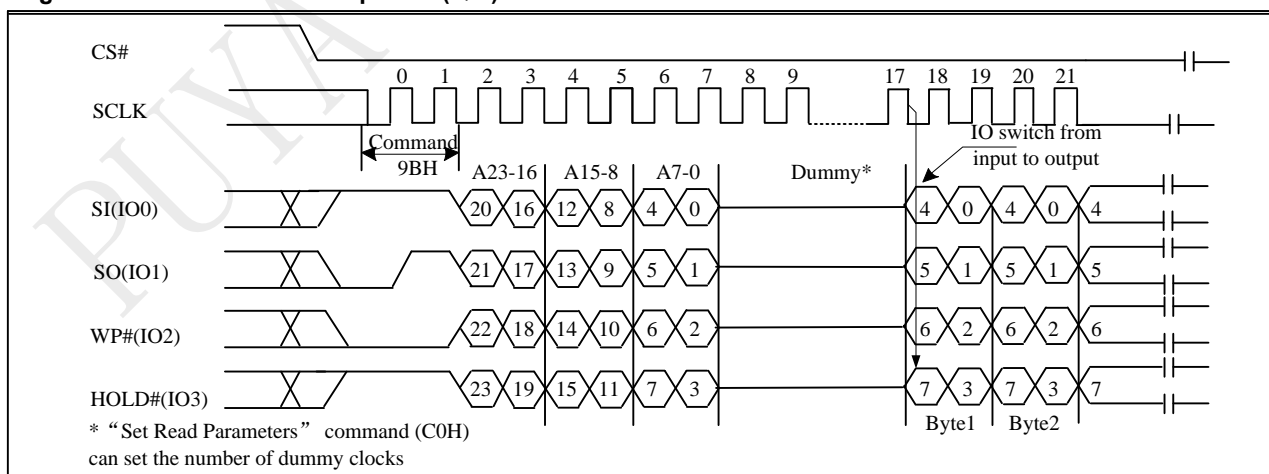 CS#
0 1 2 3 4 5 6 7 8 9 17 18 19 20 21
SCLK
Command
9BH
IO switch from
input to output
A23-16 A15-8 A7-0 Dummy*
SI(IO0) 20 16 12 8 4 0 4 0 4 0 4
SO(IO1) 21 17 13 9 5 1 5 1 5 1 5
WP#(IO2) 22 18 14 10 6 2 6 2 6 2 6
HOLD#(IO3) 23 19 15 11 7 3 7 3 7 3 7
Byte1 Byte2
* “Set Read Parameters” command (C0H)
can set the number of dummy clocks
PUYA